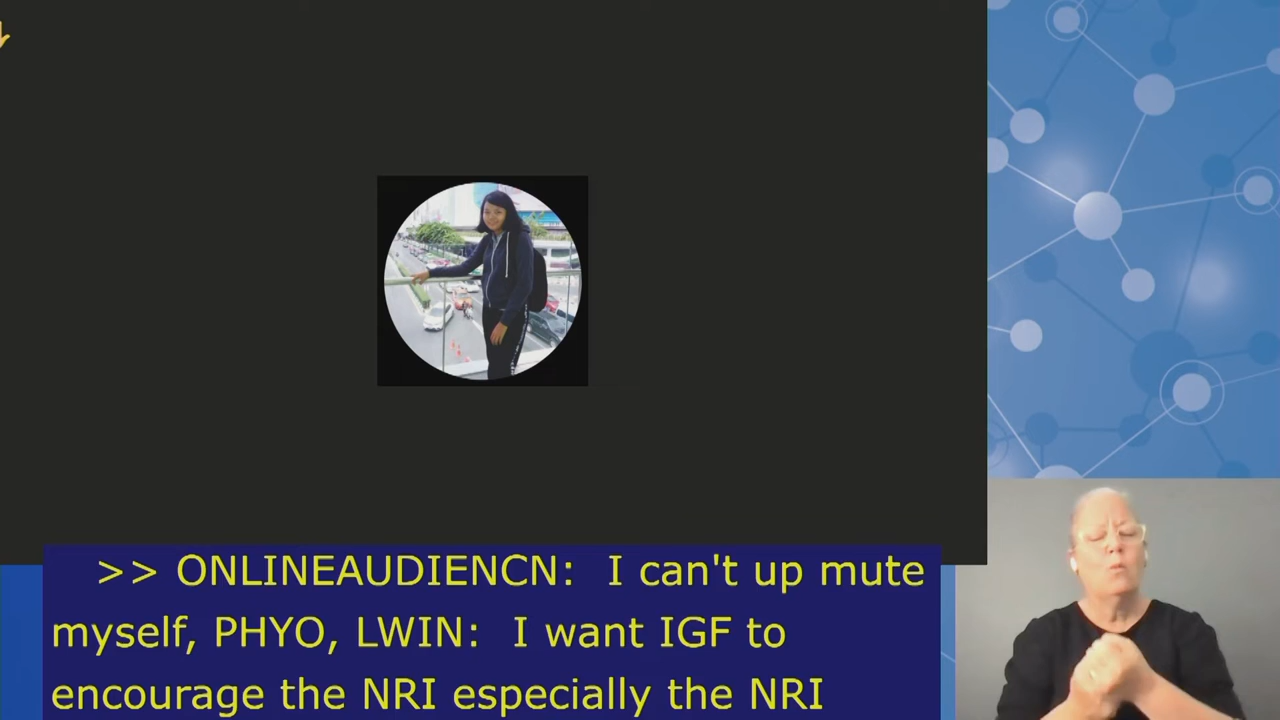 >> ONLINEAUDIENCN: I can't up mute
myself, PHYO, LWIN: I want IGF to
encourage the NRI especially the NRI